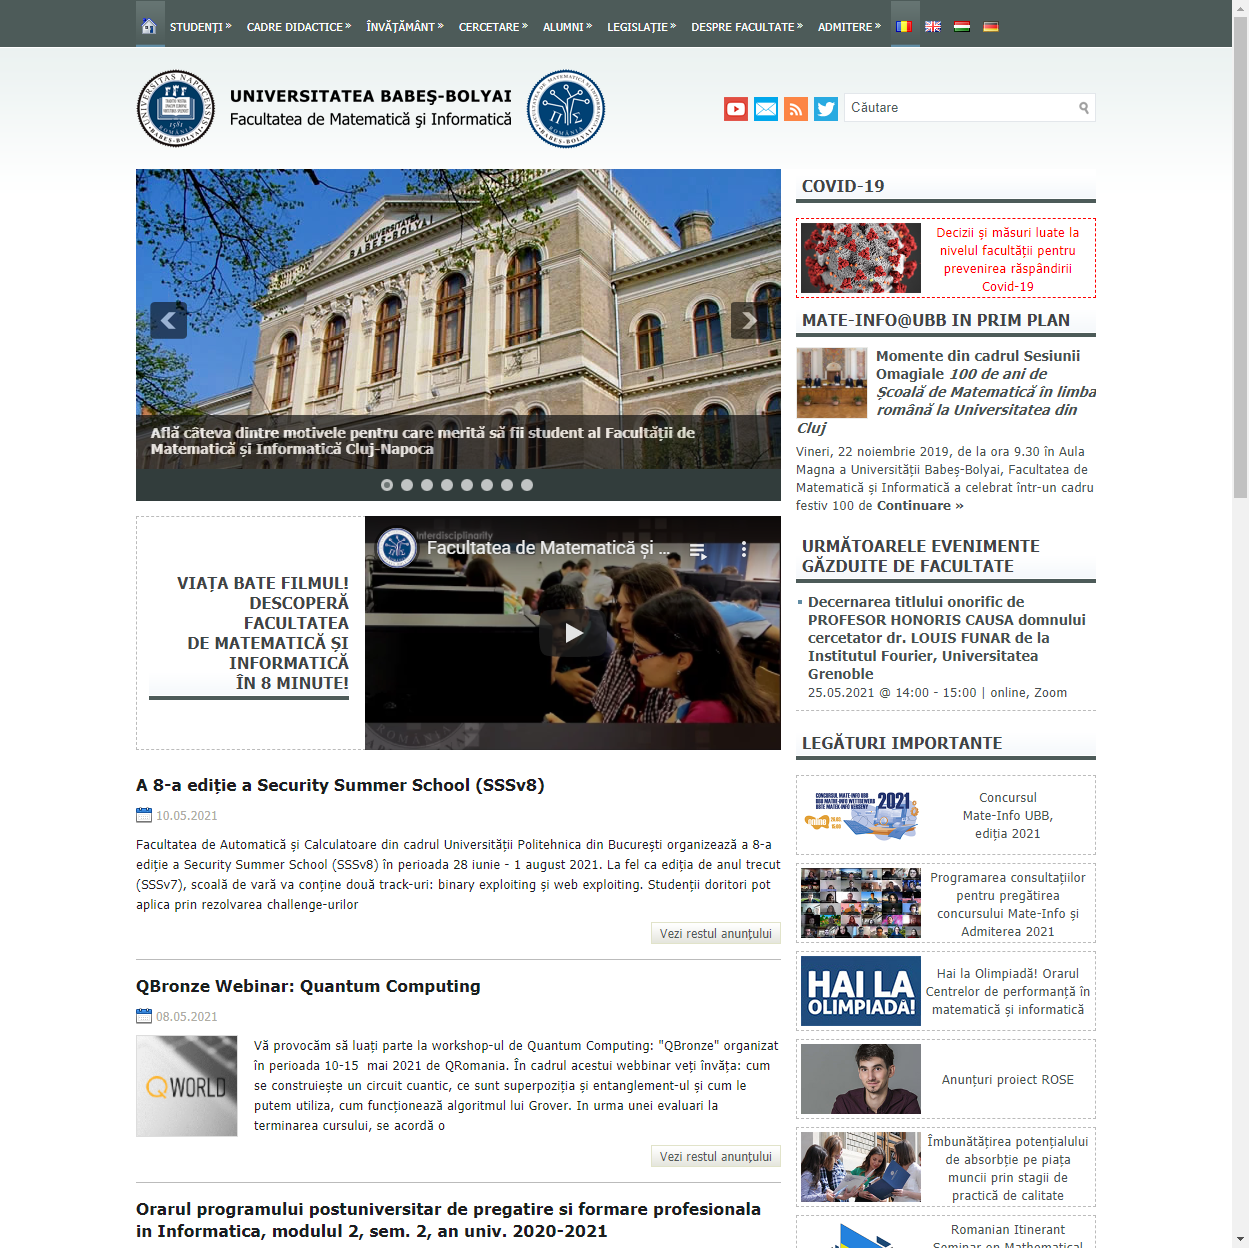 STUDENȚI » CADRE DIDACTICE » ÎNVĂȚĂMÂNT » CERCETARE » ALUMNI » LEGISLAȚIE » DESPRE FACULTATE » ADMITERE »
UNIVERSITATEA BABEŞ-BOLYAI
Facultatea de Matematică şi Informatică
Căutare
UNIVERSITATEA
BABEȘ-BOLYAI
Află câteva dintre motivele pentru care merită să fii student al Facultății de
Matematică și Informatică Cluj-Napoca
VIAȚA BATE FILMUL!
DESCOPERĂ
FACULTATEA
DE MATEMATICĂ ȘI
INFORMATICĂ
ÎN 8 MINUTE!
Interdisciplinarity
Facultatea de Matematică și ...
A 8-a ediție a Security Summer School (SSSv8)
10.05.2021
Facultatea de Automatică și Calculatoare din cadrul Universității Politehnica din București organizează a 8-a
ediție a Security Summer School (SSSv8) în perioada 28 iunie - 1 august 2021. La fel ca ediția de anul trecut
(SSSv7), scoală de vară va conține două track-uri: binary exploiting și web exploiting. Studenții doritori pot
aplica prin rezolvarea challenge-urilor
Vezi restul anunțului
QBronze Webinar: Quantum Computing
08.05.2021
QWORLD
Vă provocăm să luați parte la workshop-ul de Quantum Computing: "QBronze" organizat
în perioada 10-15  mai 2021 de QRomania. În cadrul acestui webbinar veți învăța: cum
se construiește un circuit cuantic, ce sunt superpoziția și entanglement-ul și cum le
putem utiliza, cum funcționează algoritmul lui Grover. In urma unei evaluari la
terminarea cursului, se acordă o
Vezi restul anunțului
Orarul programului postuniversitar de pregatire si formare profesionala
in Informatica, modulul 2, sem. 2, an univ. 2020-2021
COVID-19
Decizii și măsuri luate la
nivelul facultății pentru
prevenirea răspândirii
Covid-19
MATE-INFO@UBB IN PRIM PLAN
Momente din cadrul Sesiunii
Omagiale 100 de ani de
Școală de Matematică în limba
română la Universitatea din
Cluj
Vineri, 22 noiembrie 2019, de la ora 9.30 în Aula
Magna a Universității Babeș-Bolyai, Facultatea de
Matematică și Informatică a celebrat într-un cadru
festiv 100 de Continuare »
URMĂTOARELE EVENIMENTE
GĂZDUITE DE FACULTATE
Decernarea titlului onorific de
PROFESOR HONORIS CAUSA domnului
cercetator dr. LOUIS FUNAR de la
Institutul Fourier, Universitatea
Grenoble
25.05.2021 @ 14:00 - 15:00 | online, Zoom
LEGĂTURI IMPORTANTE
2021
online
Concursul
Mate-Info UBB,
ediția 2021
Programarea consultațiilor
pentru pregătirea
concursului Mate-Info și
Admiterea 2021
HAI LA
OLIMPIADĂ!
Hai la Olimpiadă! Orarul
Centrelor de performanță în
matematică și informatică
Anunțuri proiect ROSE
Îmbunătățirea potențialului
de absorbție pe piața
muncii prin stagii de
practică de calitate
Romanian Itinerant
Seminar on Mathematical